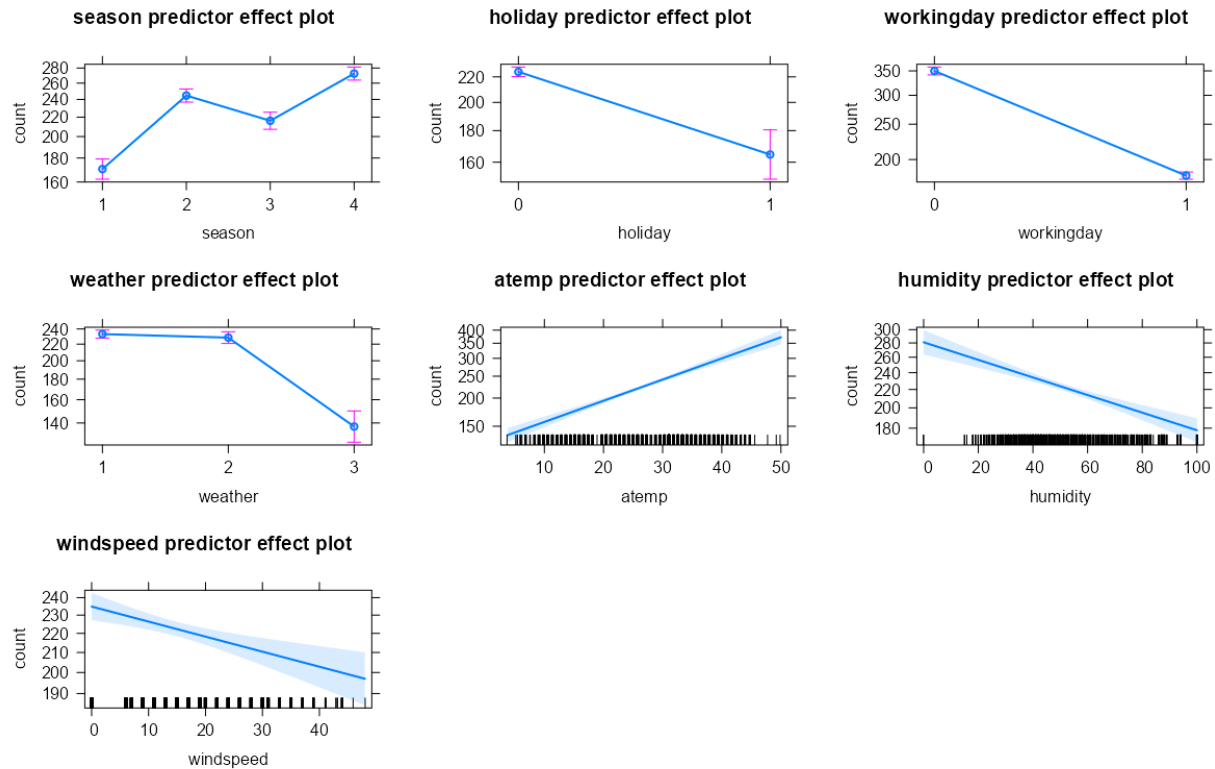 season predictor effect plot
count
280
260
240
220
200
180
160
1 2 3 4
season
holiday predictor effect plot
count
220
200
180
160
0 1
holiday
workingday predictor effect plot
count
350
300
250
200
0 1
workingday
weather predictor effect plot
count
240
220
200
180
160
140
1 2 3
weather
atemp predictor effect plot
count
400
350
300
250
200
150
10 20 30 40 50
atemp
humidity predictor effect plot
count
300
280
260
240
220
200
180
0 20 40 60 80 100
humidity
windspeed predictor effect plot
count
240
230
220
210
200
190
0 10 20 30 40
windspeed